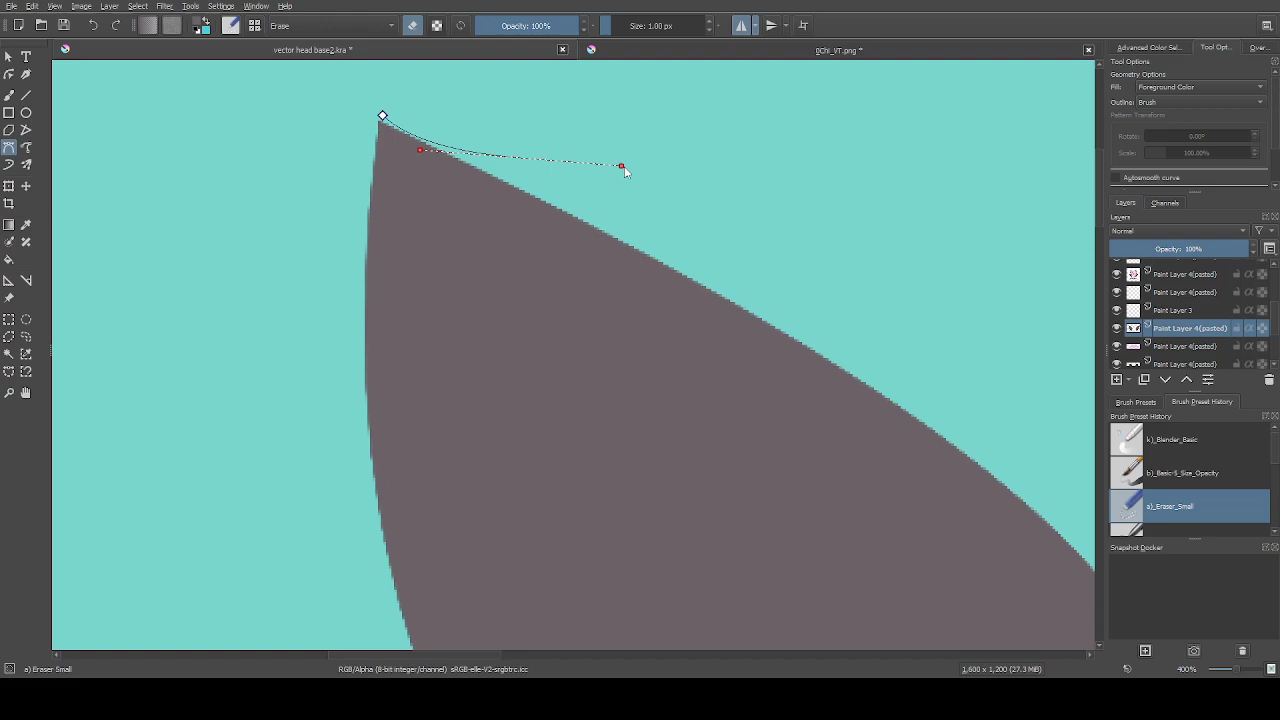 File Edit View Image Layer Select Filter Tools Settings Window Help
Erase Opacity: 100% Size: 1.00 px
vector head base2.kra *
0Chi_VT.png *
Advanced Color Sel... Tool Opt... Over...
Tool Options
Geometry Options
Fill: Foreground Color
Outline: Brush
Pattern Transform
Rotate: 0.00°
Scale: 100.00%
Autosmooth curve
Layers Channels
Layers
Normal
Opacity: 100%
Paint Layer 4(pasted)
Paint Layer 4(pasted)
Paint Layer 3
Paint Layer 4(pasted)
Paint Layer 4(pasted)
Paint Layer 4(pasted)
Brush Presets Brush Preset History
Brush Preset History
k)_Blender_Basic
b)_Basic-5_Size_Opacity
a)_Eraser_Small
Snapshot Docker
a) Eraser Small
RGB/Alpha (8-bit integer/channel) sRGB-elle-V2-srgbtrc.icc
1,600 x 1,200 (27.3 MiB)
400%